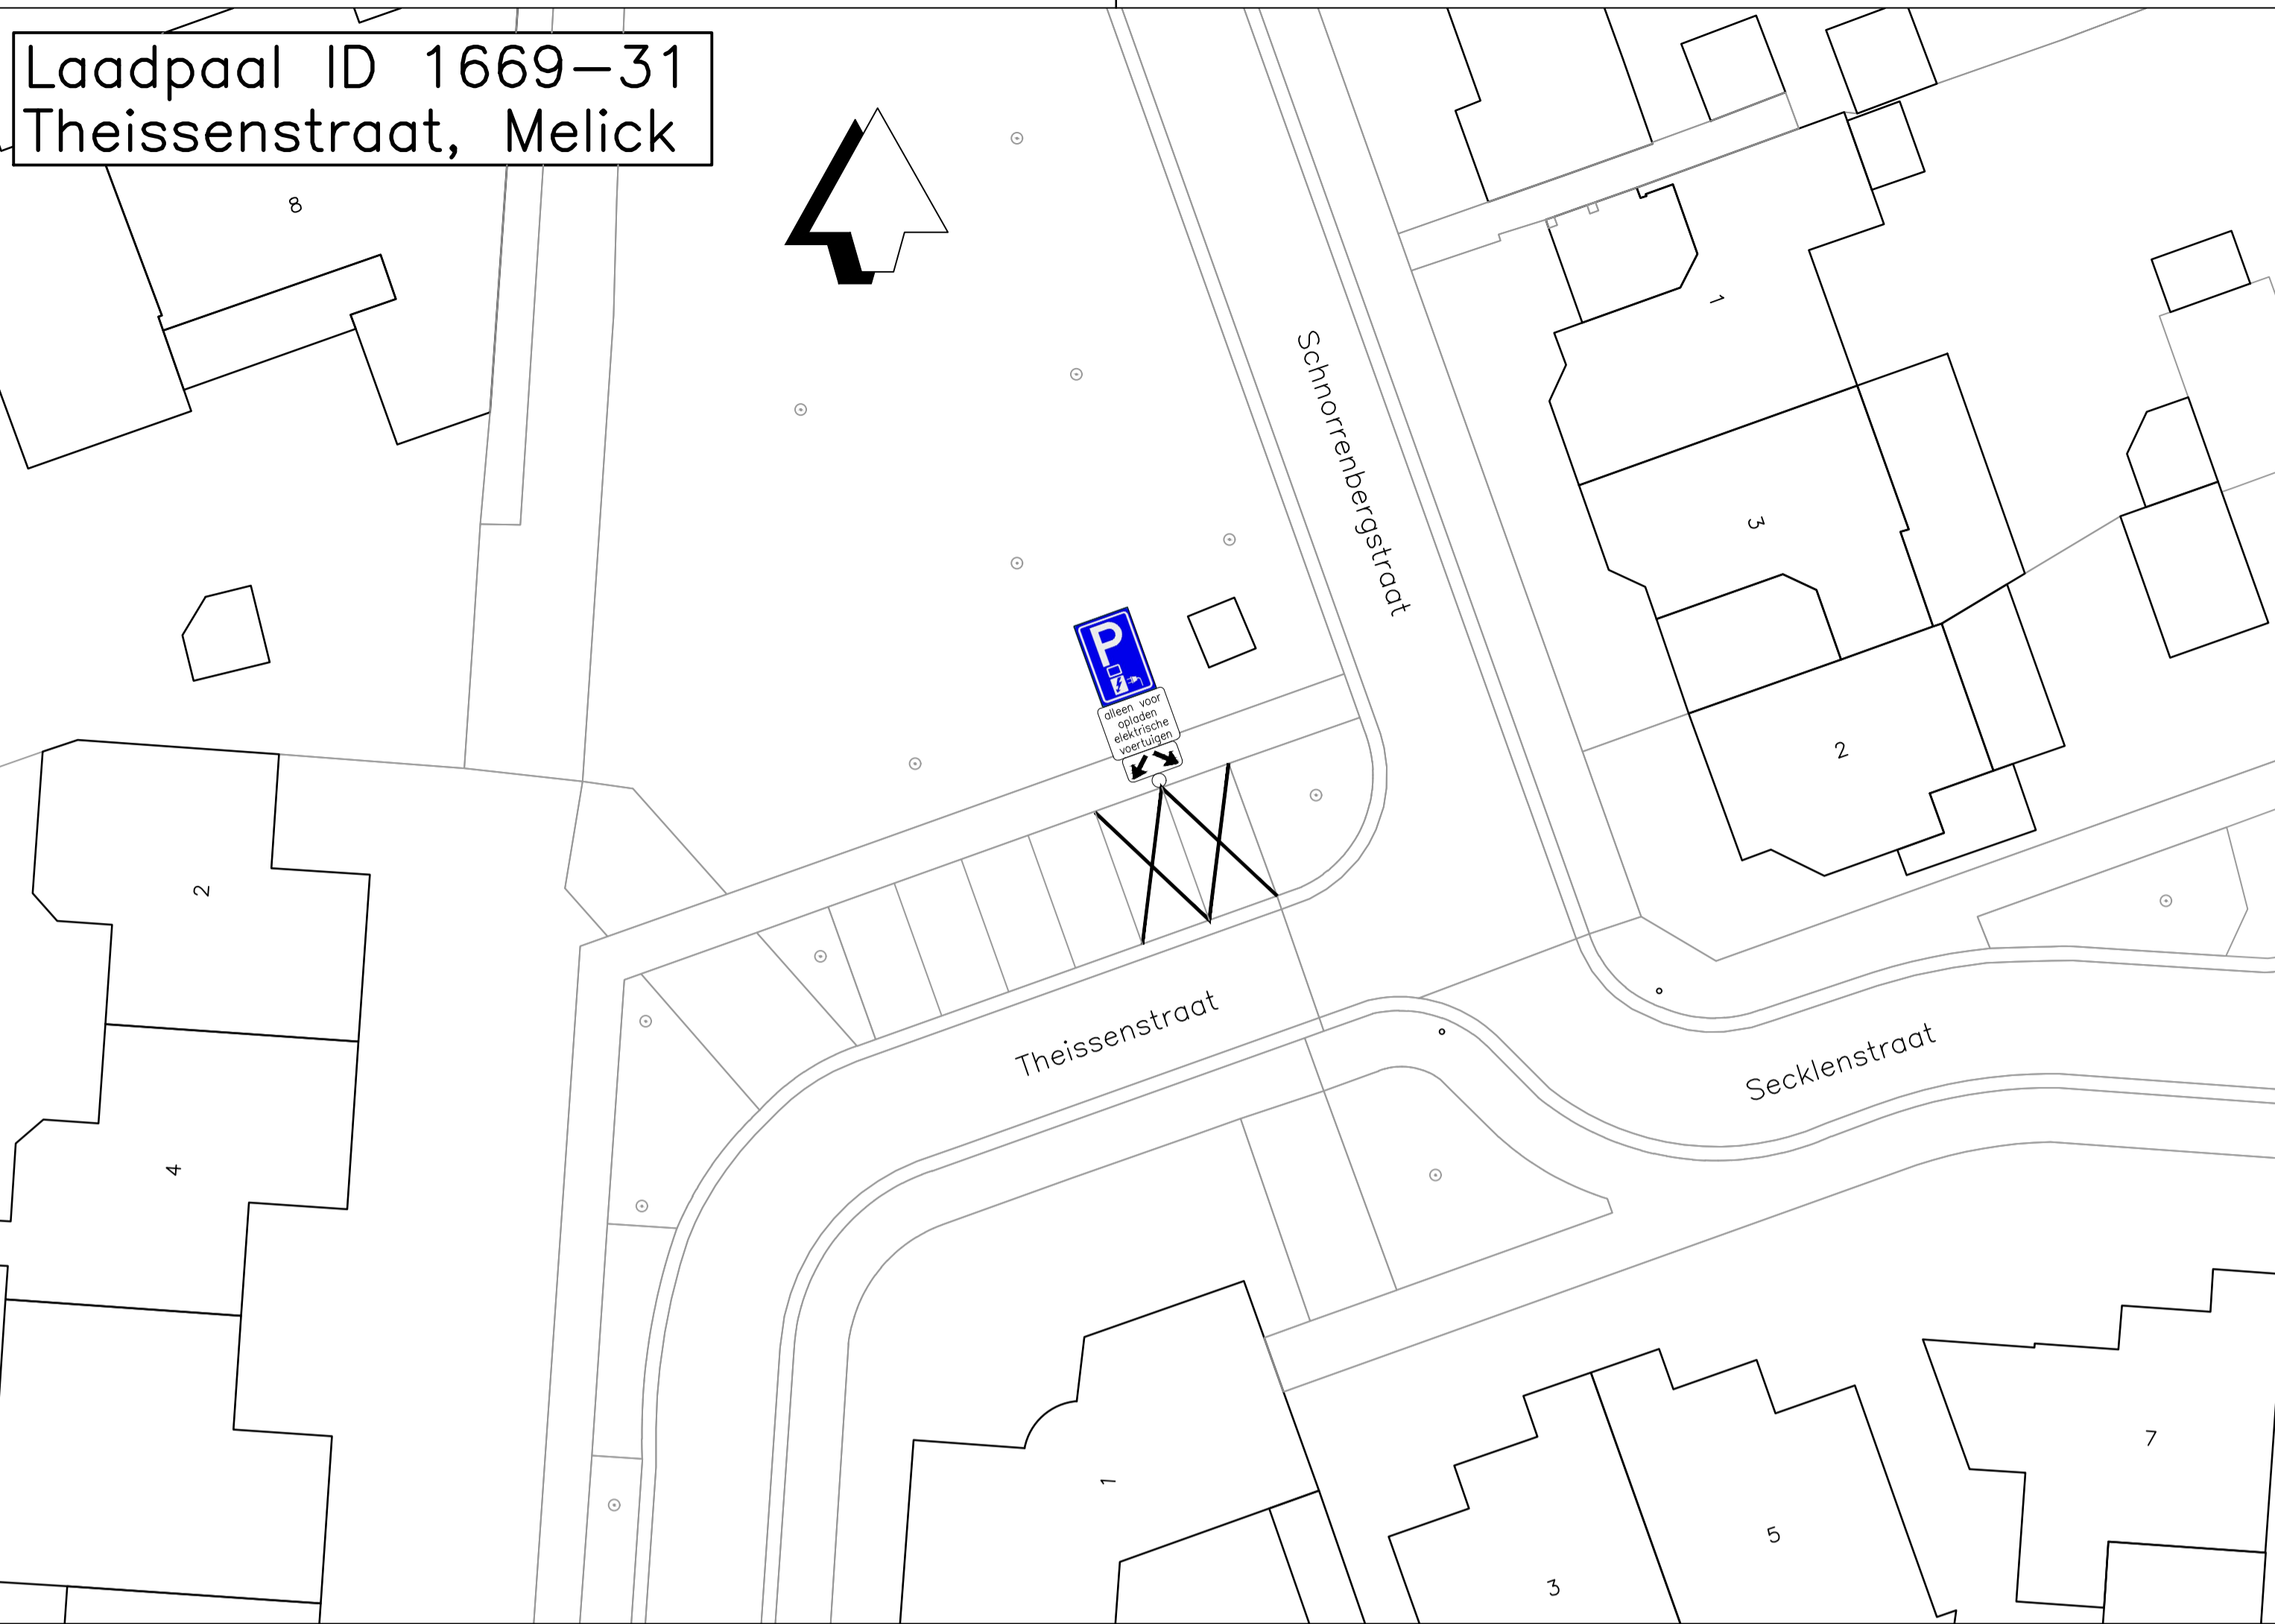 Laadpaal ID 1669-31
Theissenstraat, Melick
8
1
Schnorrenbergstraat
3
P
alleen voor
opladen
elektrische
voertuigen
2
2
Theissenstraat
Secklenstraat
4
1
7
5
3